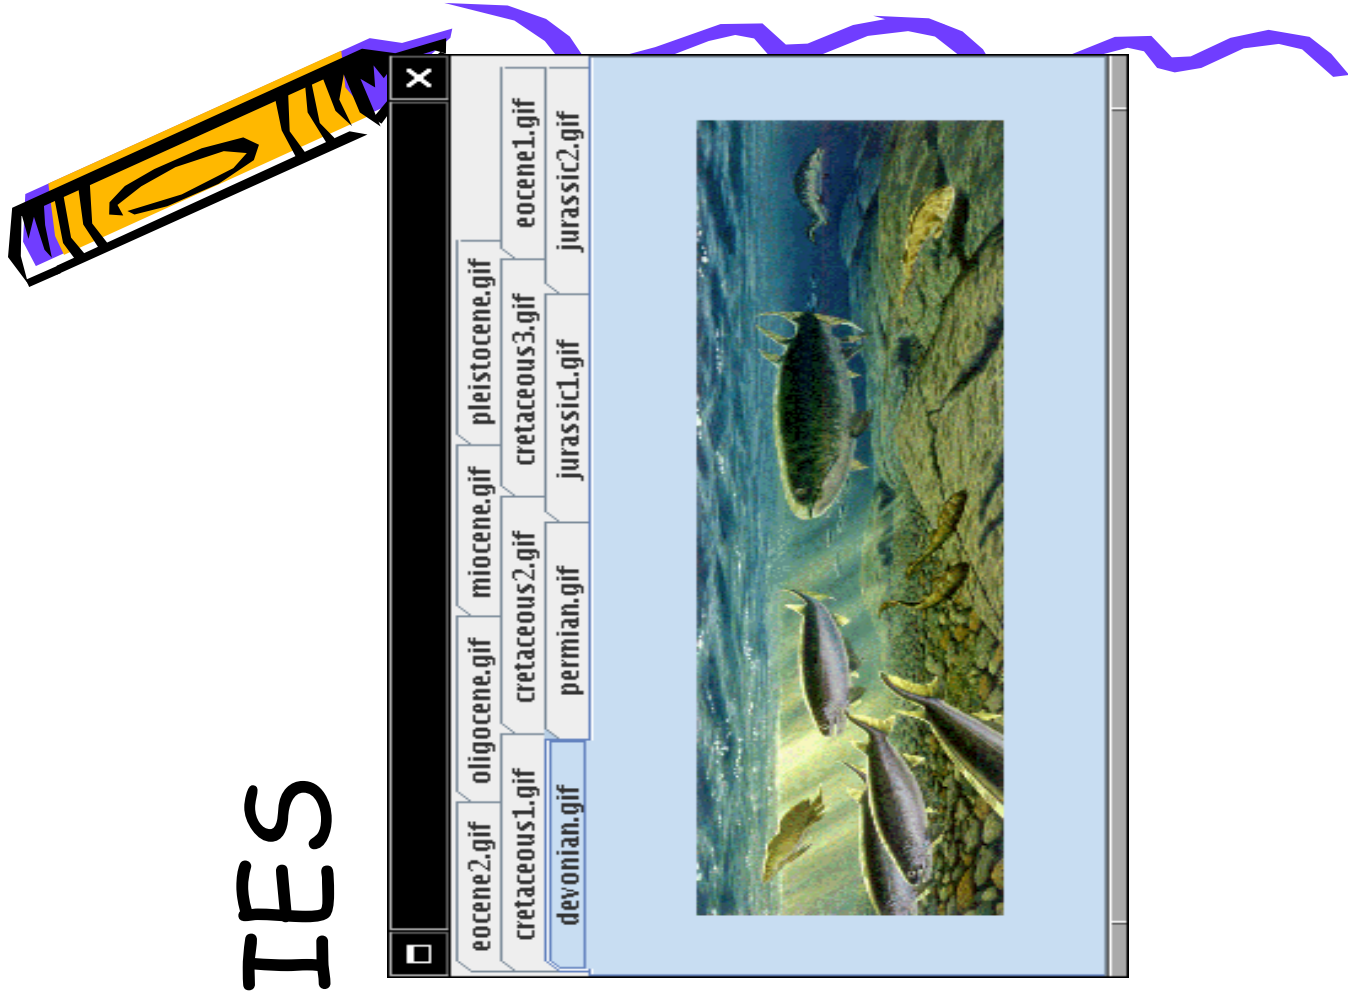 IES
eocene2.gif oligocene.gif miocene.gif pleistocene.gif
cretaceous1.gif cretaceous2.gif cretaceous3.gif eocene1.gif
devonian.gif permian.gif jurassic1.gif jurassic2.gif